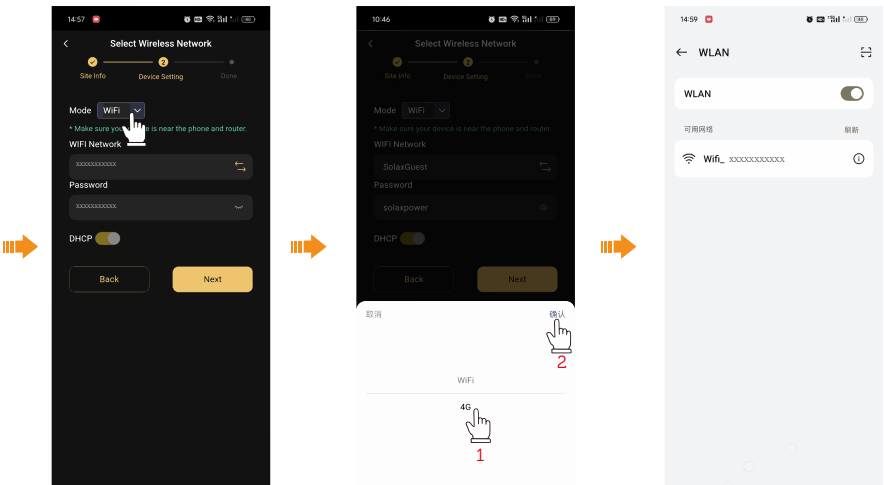 14:57
Select Wireless Network
Site Info
Device Setting
Done
Mode
WiFi
* Make sure your device is near the phone and router.
WIFI Network
xxxxxxxxxxx
Password
xxxxxxxxxxx
DHCP
Back
Next
10:46
89
Select Wireless Network
Site Info
Device Setting
Done
Mode
WiFi
* Make sure your device is near the phone and router.
WIFI Network
SolaxGuest
Password
solaxpower
DHCP
Back
Next
取消
确认
2
WiFi
4G
1
14:59
WLAN
WLAN
可用网络
刷新
Wifi_ xxxxxxxxxxx